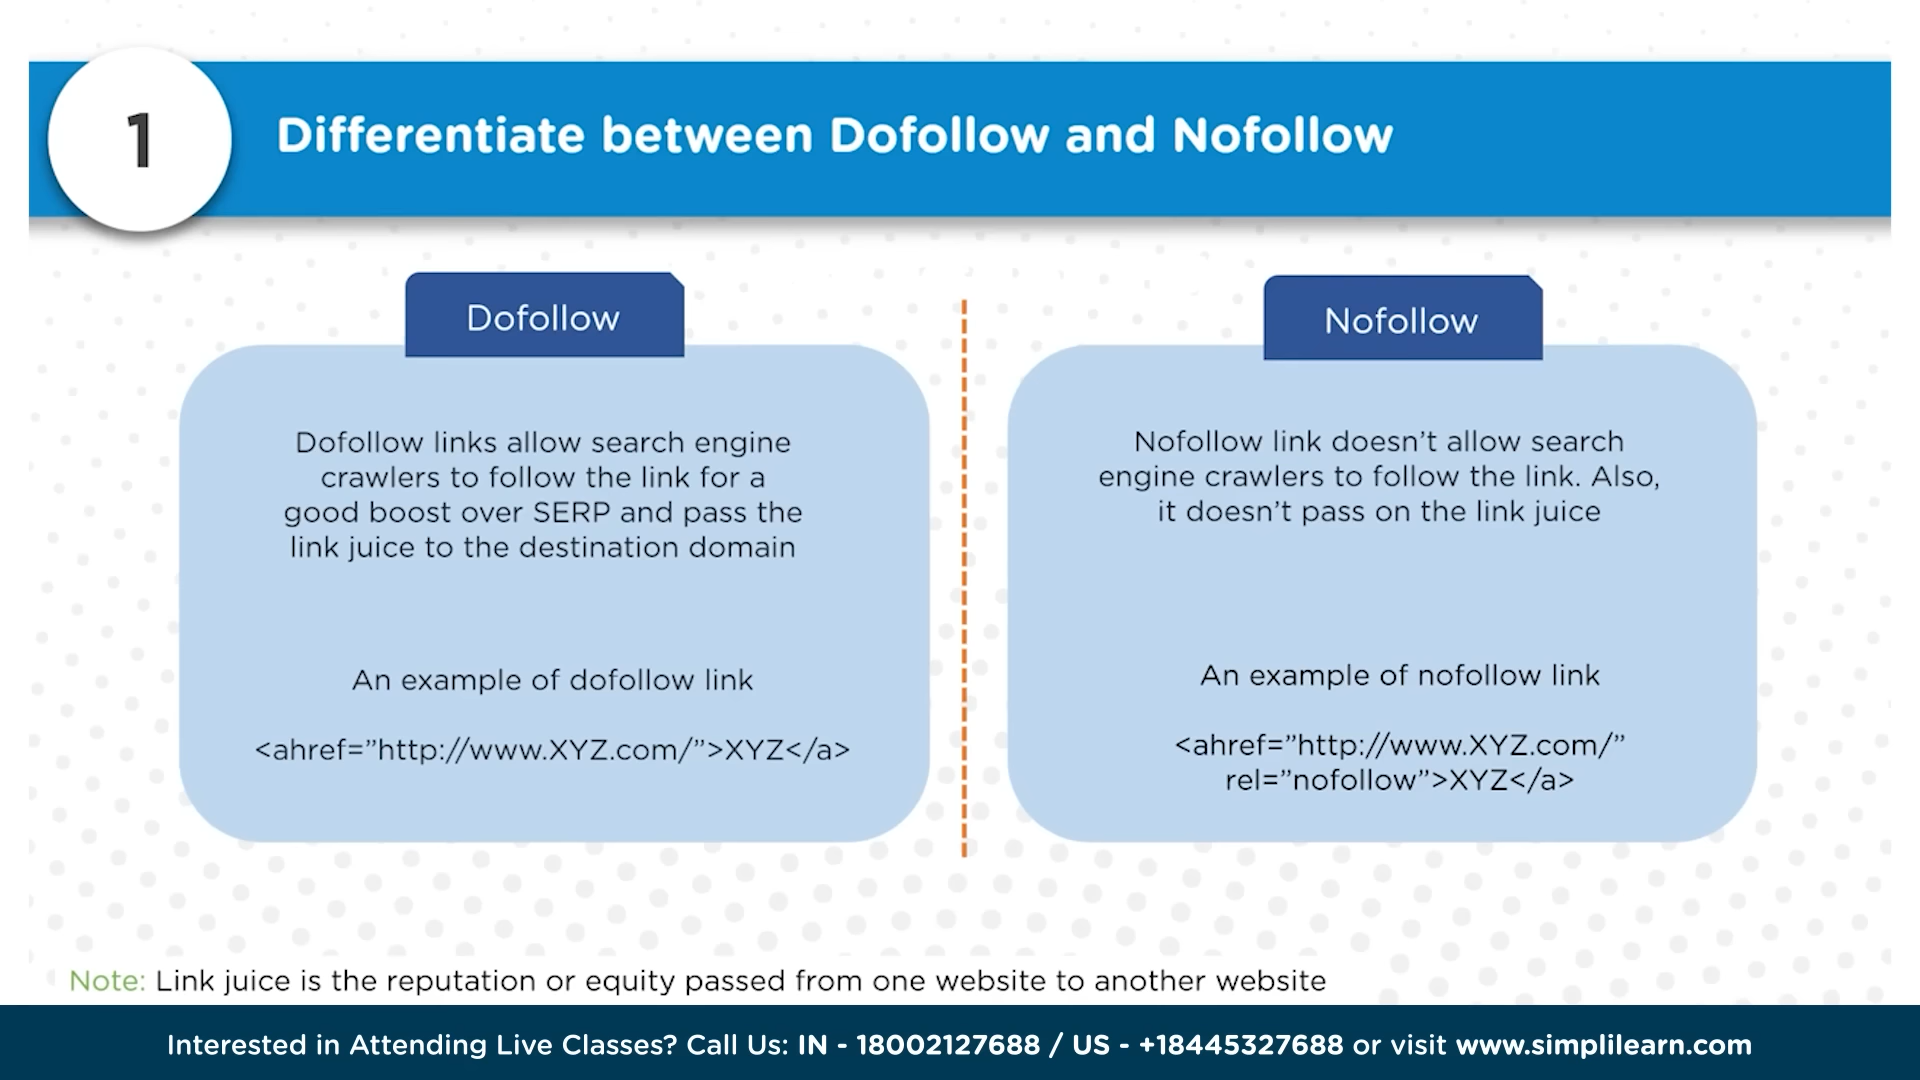 1
Differentiate between Dofollow and Nofollow
Dofollow
Dofollow links allow search engine
crawlers to follow the link for a
good boost over SERP and pass the
link juice to the destination domain
An example of dofollow link
<ahref=”http://www.XYZ.com/”>XYZ</a>
Nofollow
Nofollow link doesn’t allow search
engine crawlers to follow the link. Also,
it doesn’t pass on the link juice
An example of nofollow link
<ahref=”http://www.XYZ.com/”
rel=”nofollow”>XYZ</a>
Note: Link juice is the reputation or equity passed from one website to another website
Interested in Attending Live Classes? Call Us: IN - 18002127688 / US - +18445327688 or visit www.simplilearn.com